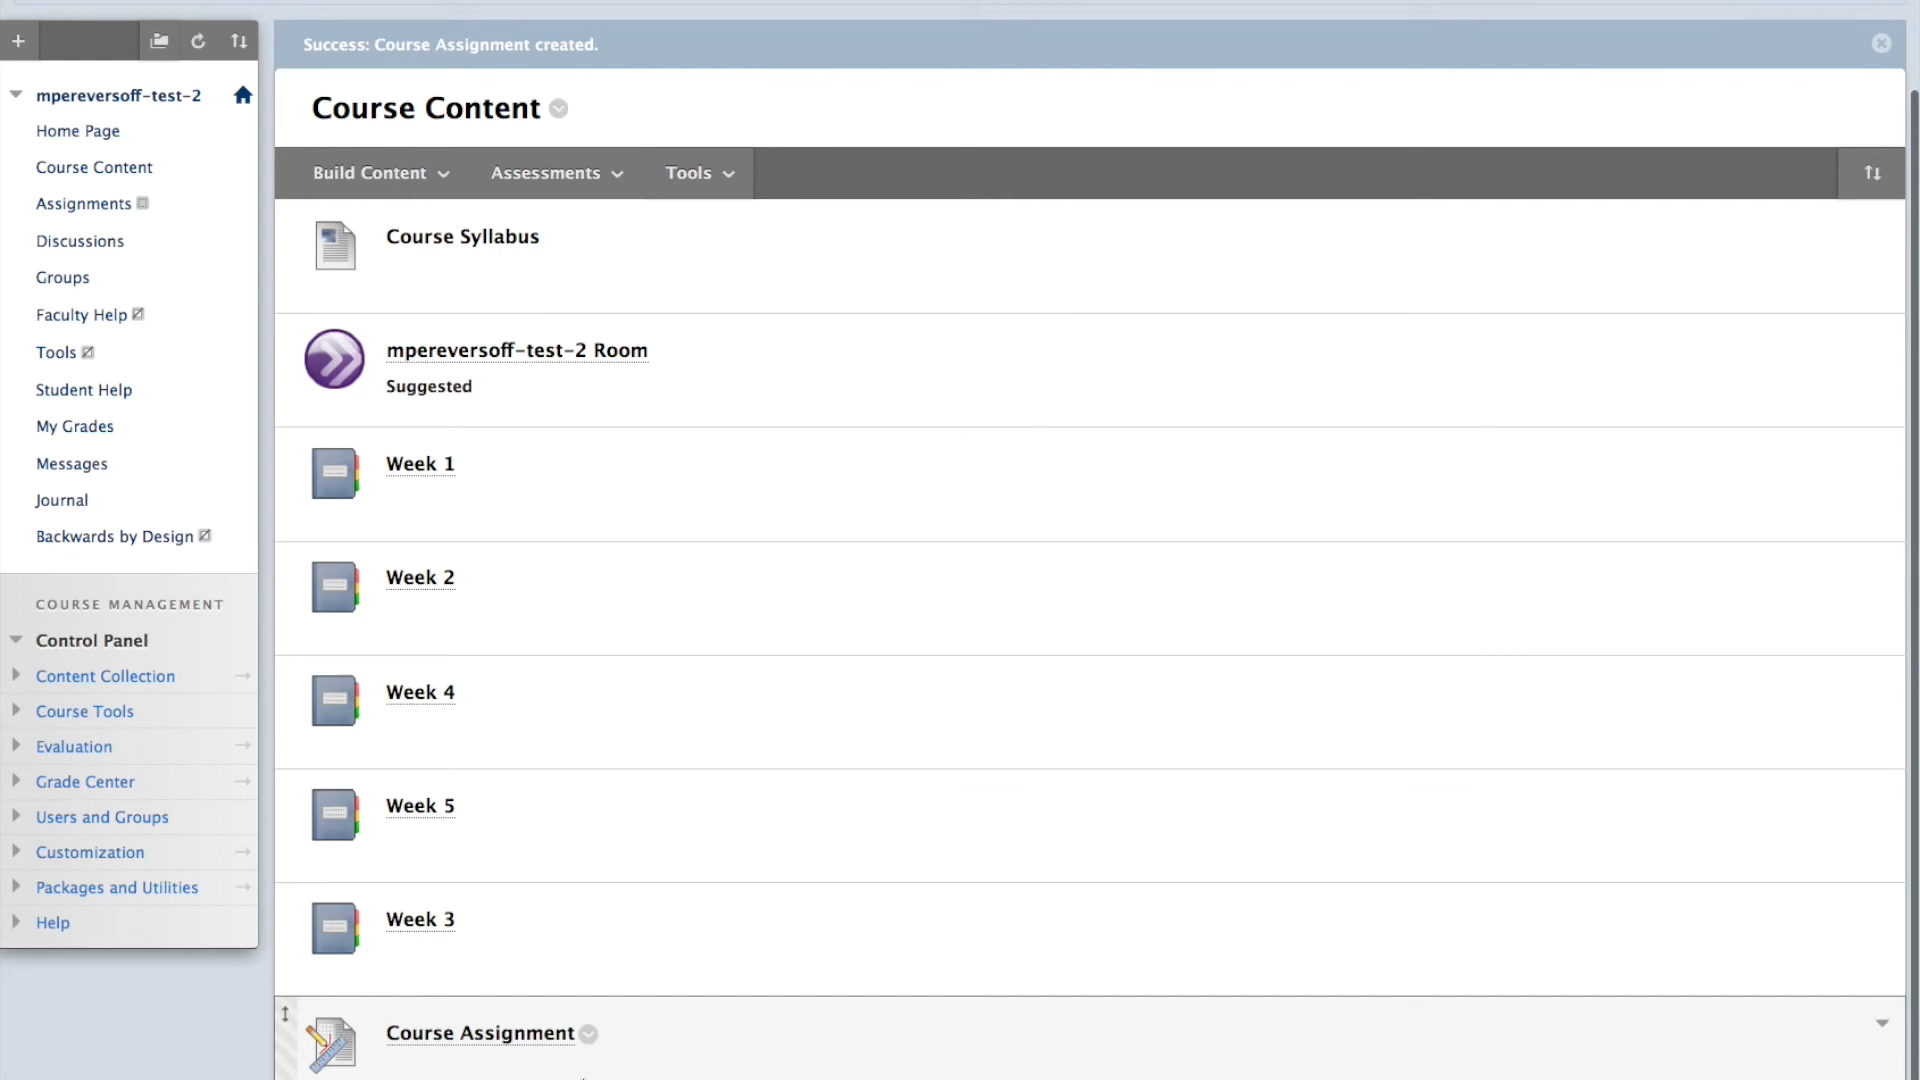 Success: Course Assignment created.
mpereversoff-test-2
Home Page
Course Content
Assignments
Discussions
Groups
Faculty Help
Tools
Student Help
My Grades
Messages
Journal
Backwards by Design
COURSE MANAGEMENT
Control Panel
Content Collection
Course Tools
Evaluation
Grade Center
Users and Groups
Customization
Packages and Utilities
Help
Course Content
Build Content
Assessments
Tools
Course Syllabus
mpereversoff-test-2 Room
Suggested
Week 1
Week 2
Week 4
Week 5
Week 3
Course Assignment